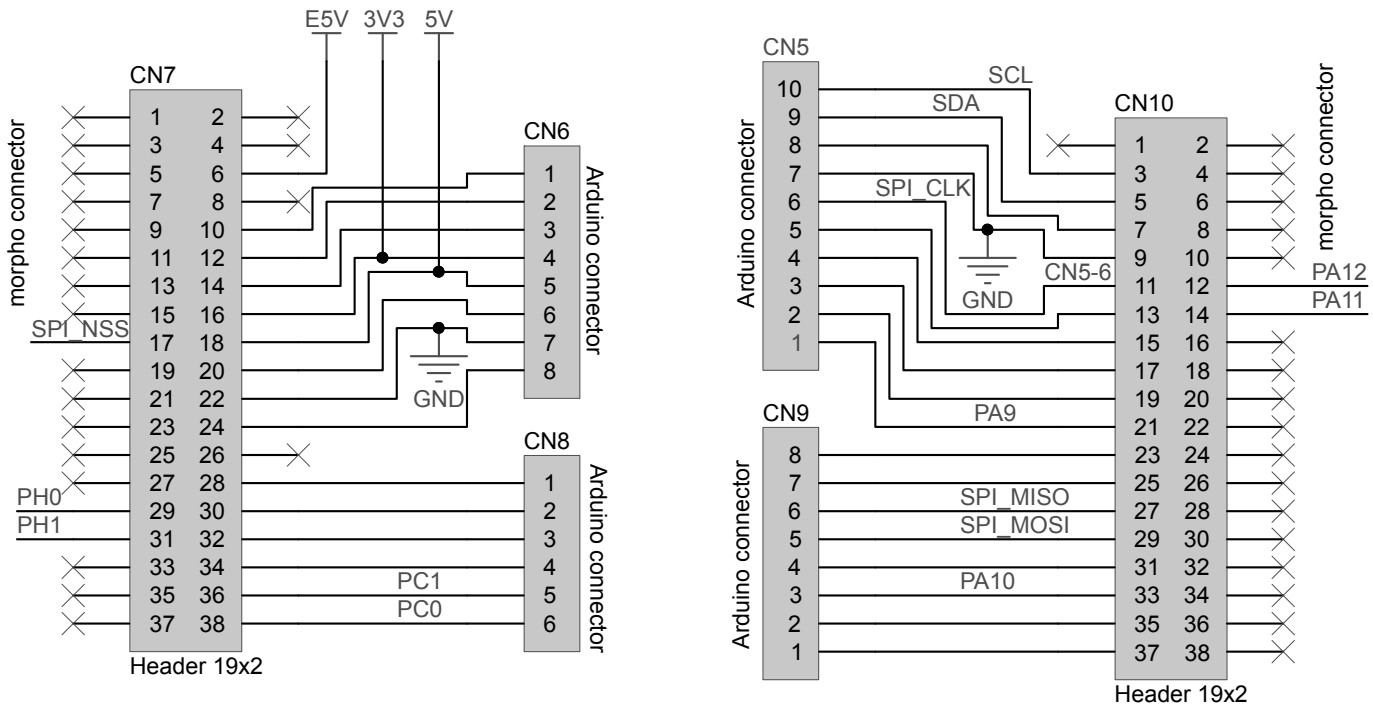 E5V 3V3 5V
CN7
morpho connector
1 2
3 4
5 6
7 8
9 10
11 12
13 14
15 16
SPI_NSS
17 18
19 20
21 22
23 24
25 26
27 28
PH0
29 30
PH1
31 32
33 34
35 36
37 38
Header 19x2
CN6
Arduino connector
1
2
3
4
5
6
7
8
GND
CN8
Arduino connector
1
2
3
4
PC1
5
PC0
6
CN5
Arduino connector
10
SCL
9
SDA
8
7
6
SPI_CLK
5
4
3
2
1
GND
CN5-6
PA9
CN9
Arduino connector
8
7
6
SPI_MISO
5
SPI_MOSI
4
3
PA10
2
1
CN10
morpho connector
1 2
3 4
5 6
7 8
9 10
11 12
PA12
13 14
PA11
15 16
17 18
19 20
21 22
23 24
25 26
27 28
29 30
31 32
33 34
35 36
37 38
Header 19x2